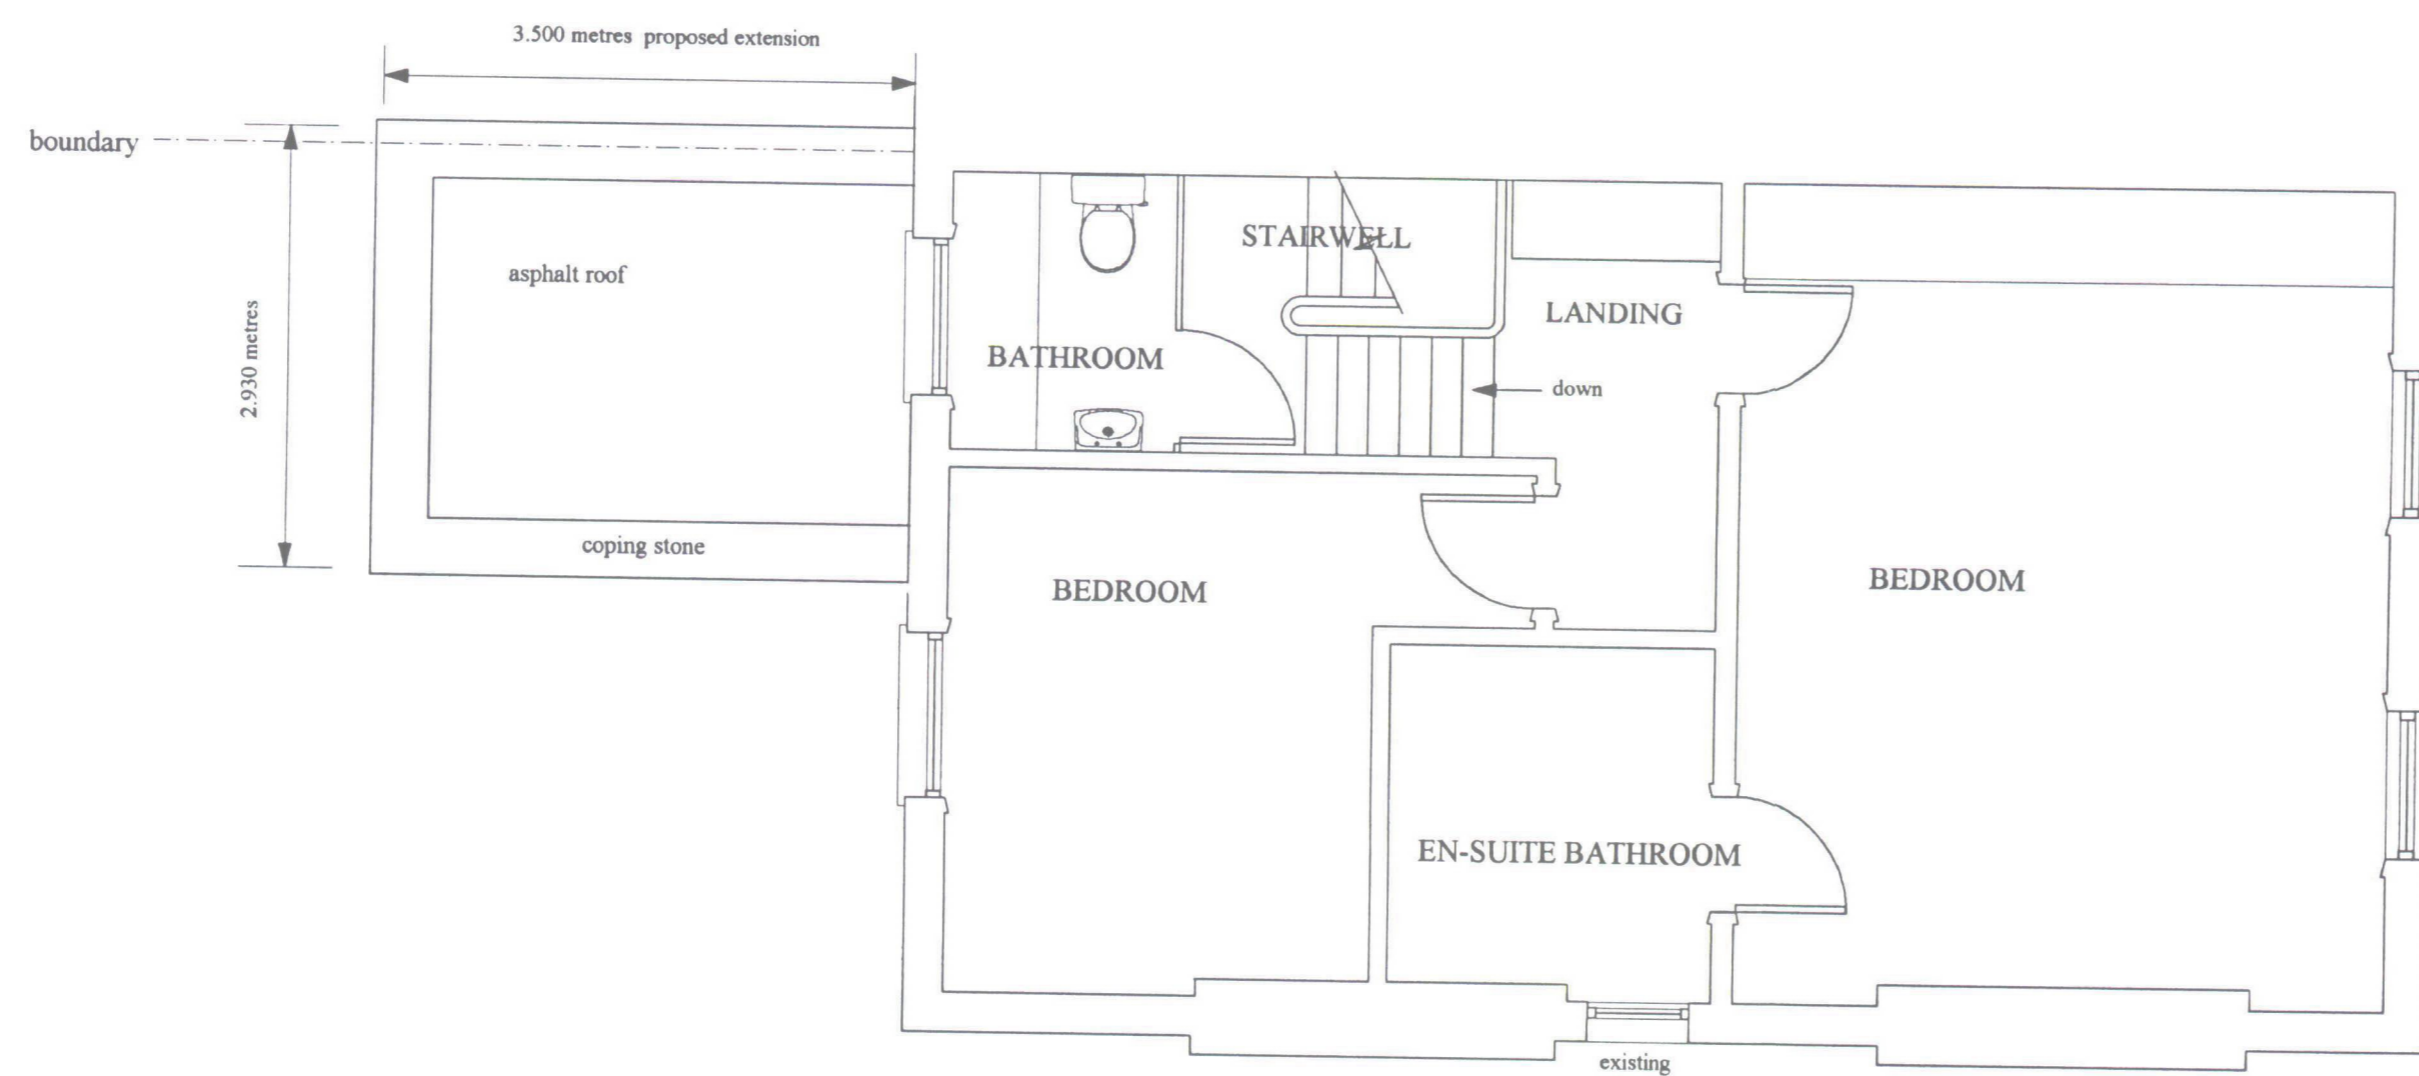 3.500 metres proposed extension
boundary
STAIRWELL
asphalt roof
LANDING
2.930 metres
BATHROOM
down
coping stone
BEDROOM
BEDROOM
EN-SUITE BATHROOM
existing